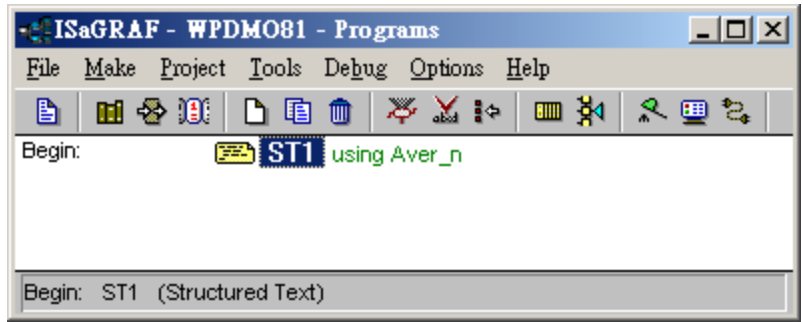 ISaGRAF - WPDMO81 - Programs
File Make Project Tools Debug Options Help
Begin: ST1 using Aver_n
Begin: ST1 (Structured Text)